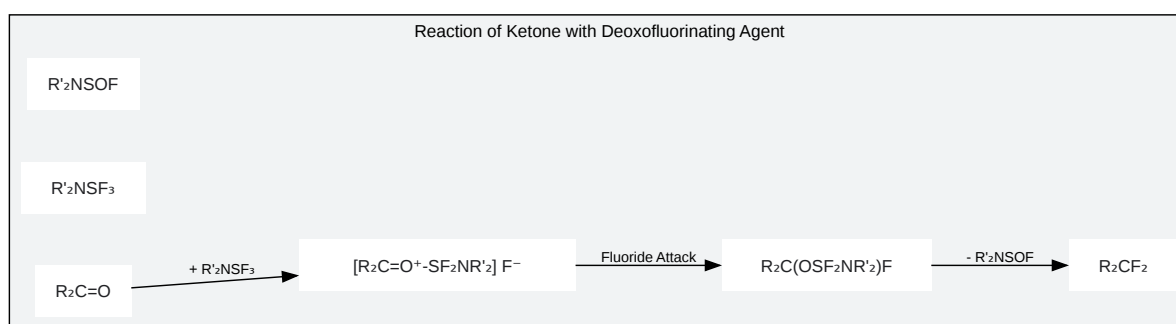 Reaction of Ketone with Deoxofluorinating Agent
R'₂NSOF
R'₂NSF₃
R₂C=O
+ R'₂NSF₃
[R₂C=O⁺-SF₂NR'₂] F⁻
Fluoride Attack
R₂C(OSF₂NR'₂)F
- R'₂NSOF
R₂CF₂